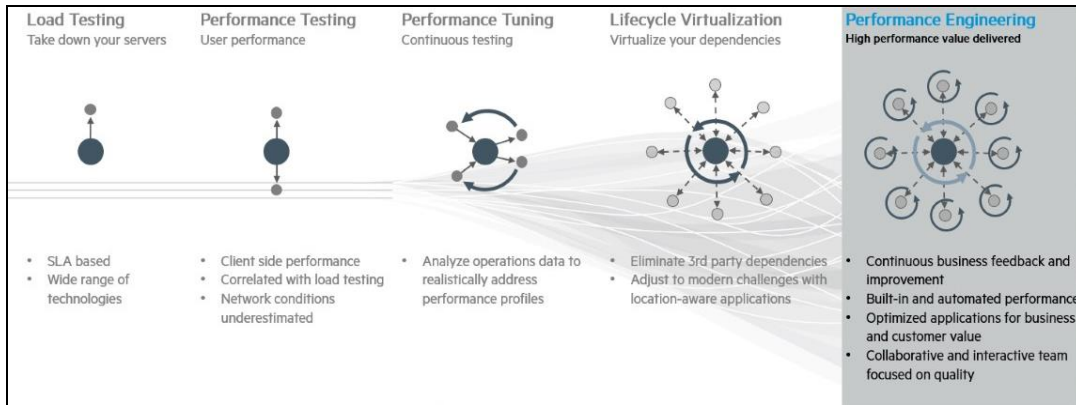 Load Testing
Take down your servers
• SLA based
• Wide range of
technologies
Performance Testing
User performance
• Client side performance
• Correlated with load testing
• Network conditions
underestimated
Performance Tuning
Continuous testing
• Analyze operations data to
realistically address
performance profiles
Lifecycle Virtualization
Virtualize your dependencies
• Eliminate 3rd party dependencies
• Adjust to modern challenges with
location-aware applications
Performance Engineering
High performance value delivered
• Continuous business feedback and
improvement
• Built-in and automated performance
• Optimized applications for business
and customer value
• Collaborative and interactive team
focused on quality